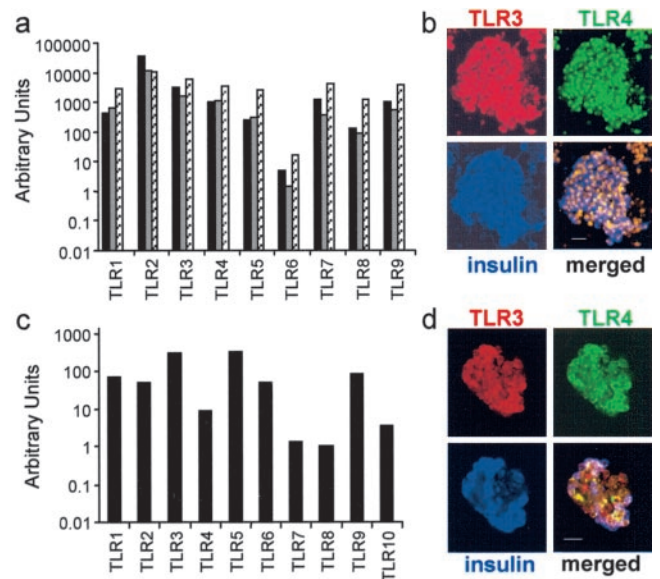 a
Arbitrary Units
100000
10000
1000
100
10
1
0.1
0.01
TLR1 TLR2 TLR3 TLR4 TLR5 TLR6 TLR7 TLR8 TLR9
b
TLR3 TLR4
insulin merged
c
Arbitrary Units
1000
100
10
1
0.1
0.01
TLR1 TLR2 TLR3 TLR4 TLR5 TLR6 TLR7 TLR8 TLR9 TLR10
d
TLR3 TLR4
insulin merged